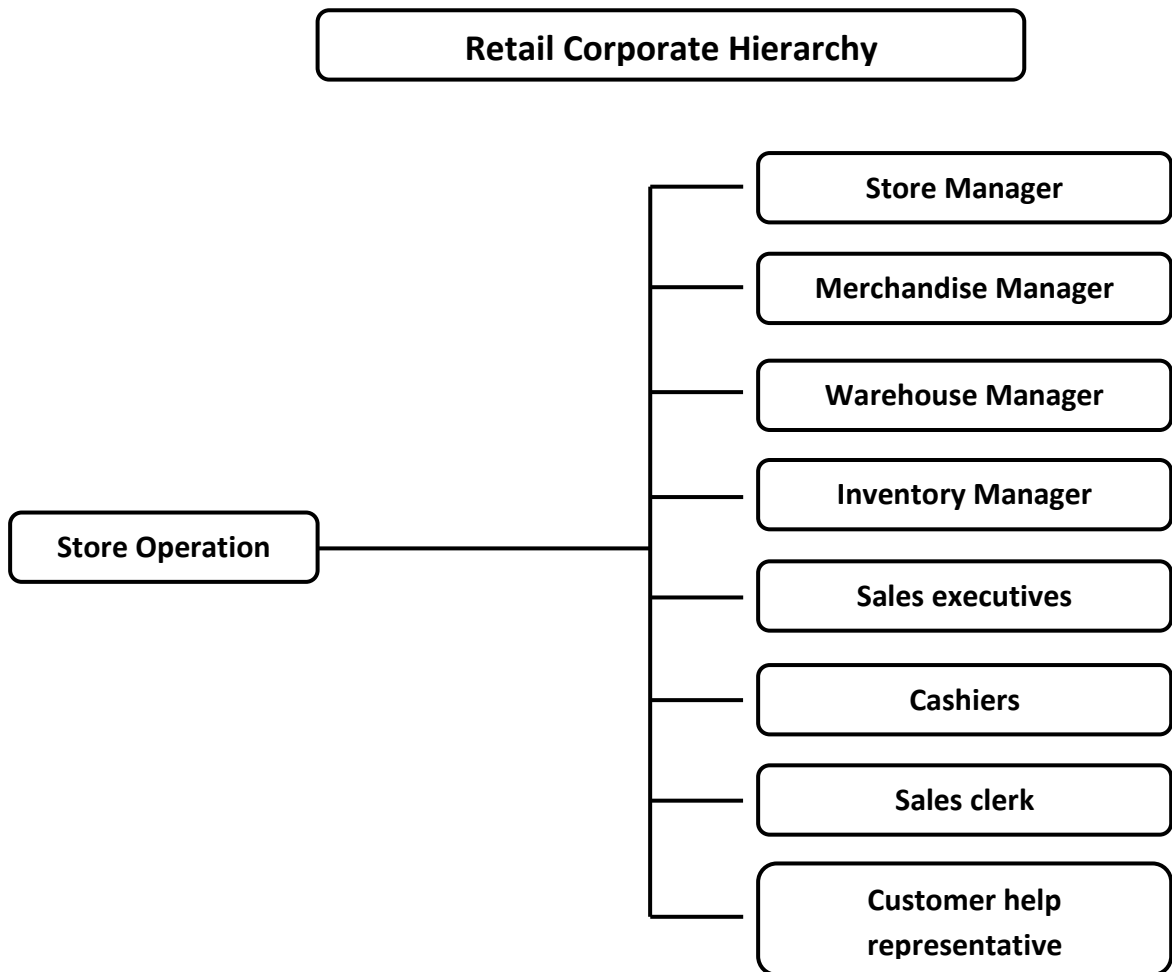 Retail Corporate Hierarchy
Store Manager
Merchandise Manager
Warehouse Manager
Inventory Manager
Store Operation
Sales executives
Cashiers
Sales clerk
Customer help
representative